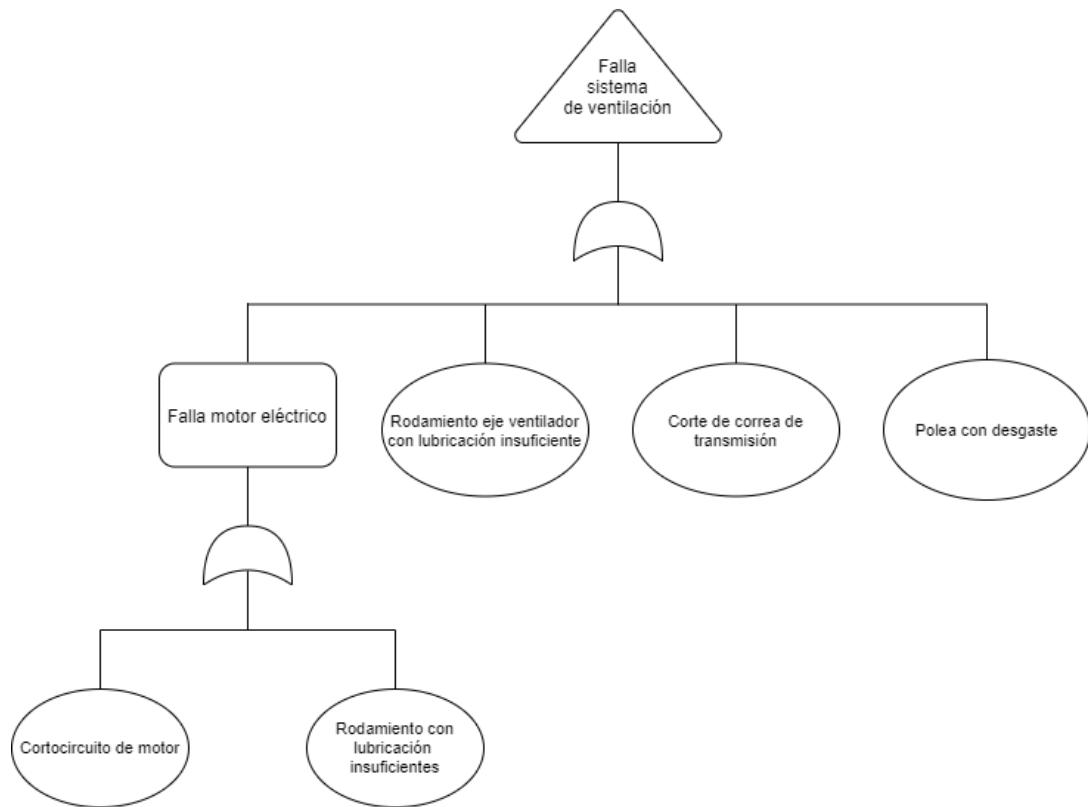 Falla
sistema
de ventilación
Falla motor eléctrico
Rodamiento eje ventilador
con lubricación insuficiente
Corte de correa de
transmisión
Polea con desgaste
Cortocircuito de motor
Rodamiento con
lubricación
insuficientes